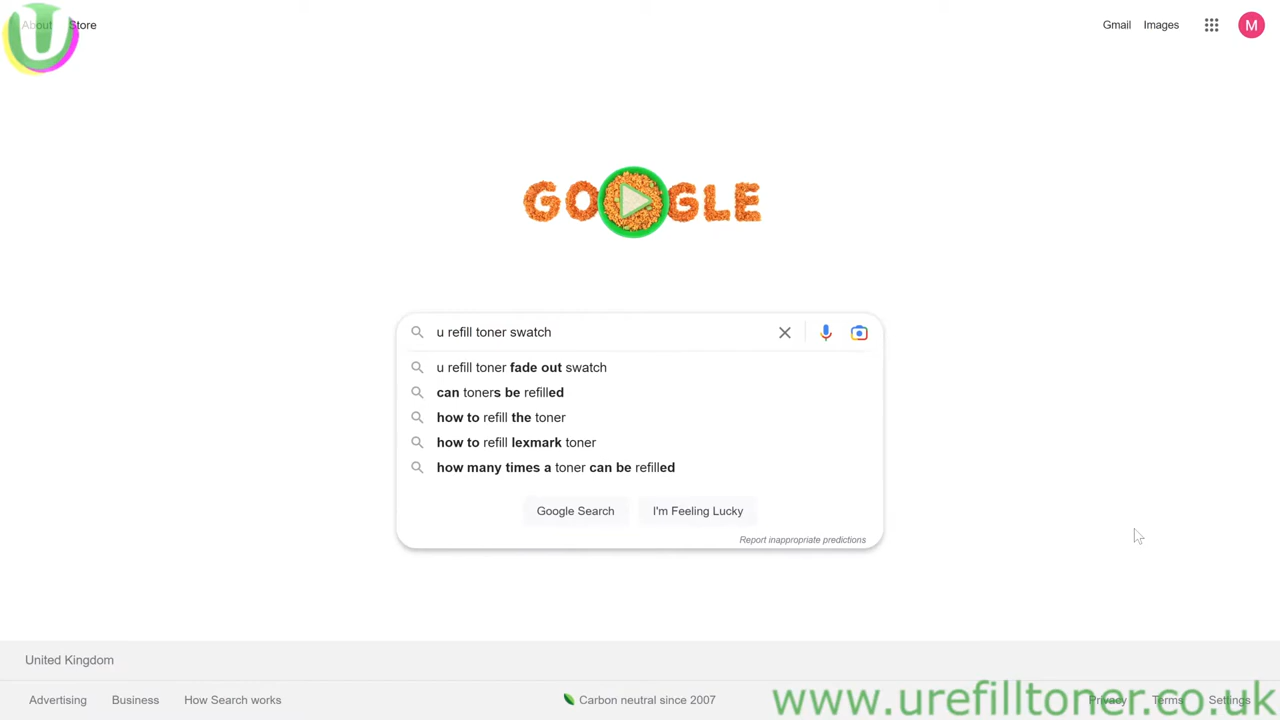 About Store
Gmail Images
M
U
GOOGLE
u refill toner swatch
u refill toner fade out swatch
can toners be refilled
how to refill the toner
how to refill lexmark toner
how many times a toner can be refilled
Google Search I'm Feeling Lucky
Report inappropriate predictions
United Kingdom
Advertising Business How Search works Carbon neutral since 2007 Privacy Terms Settings
www.urefilltoner.co.uk